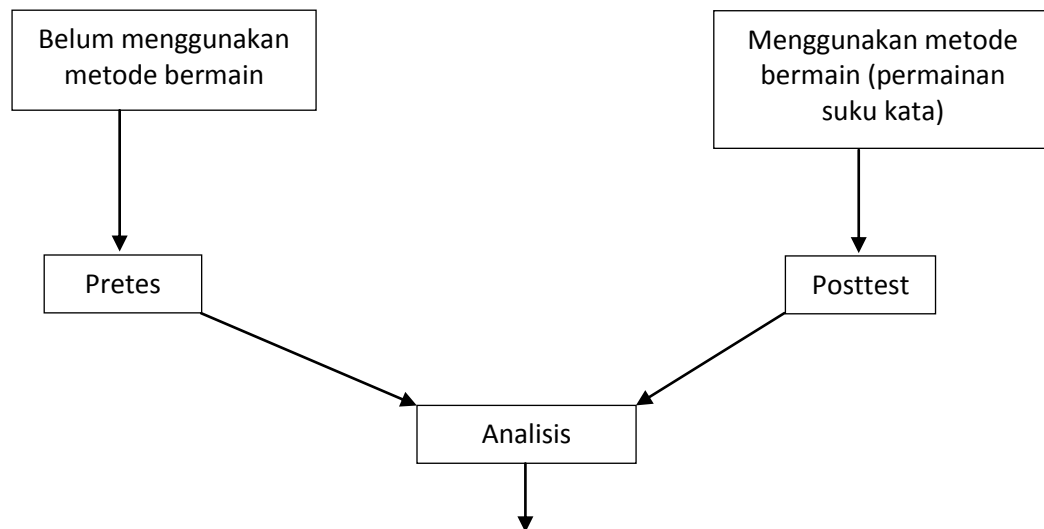 Belum menggunakan
metode bermain
Menggunakan metode
bermain (permainan
suku kata)
Pretes
Posttest
Analisis